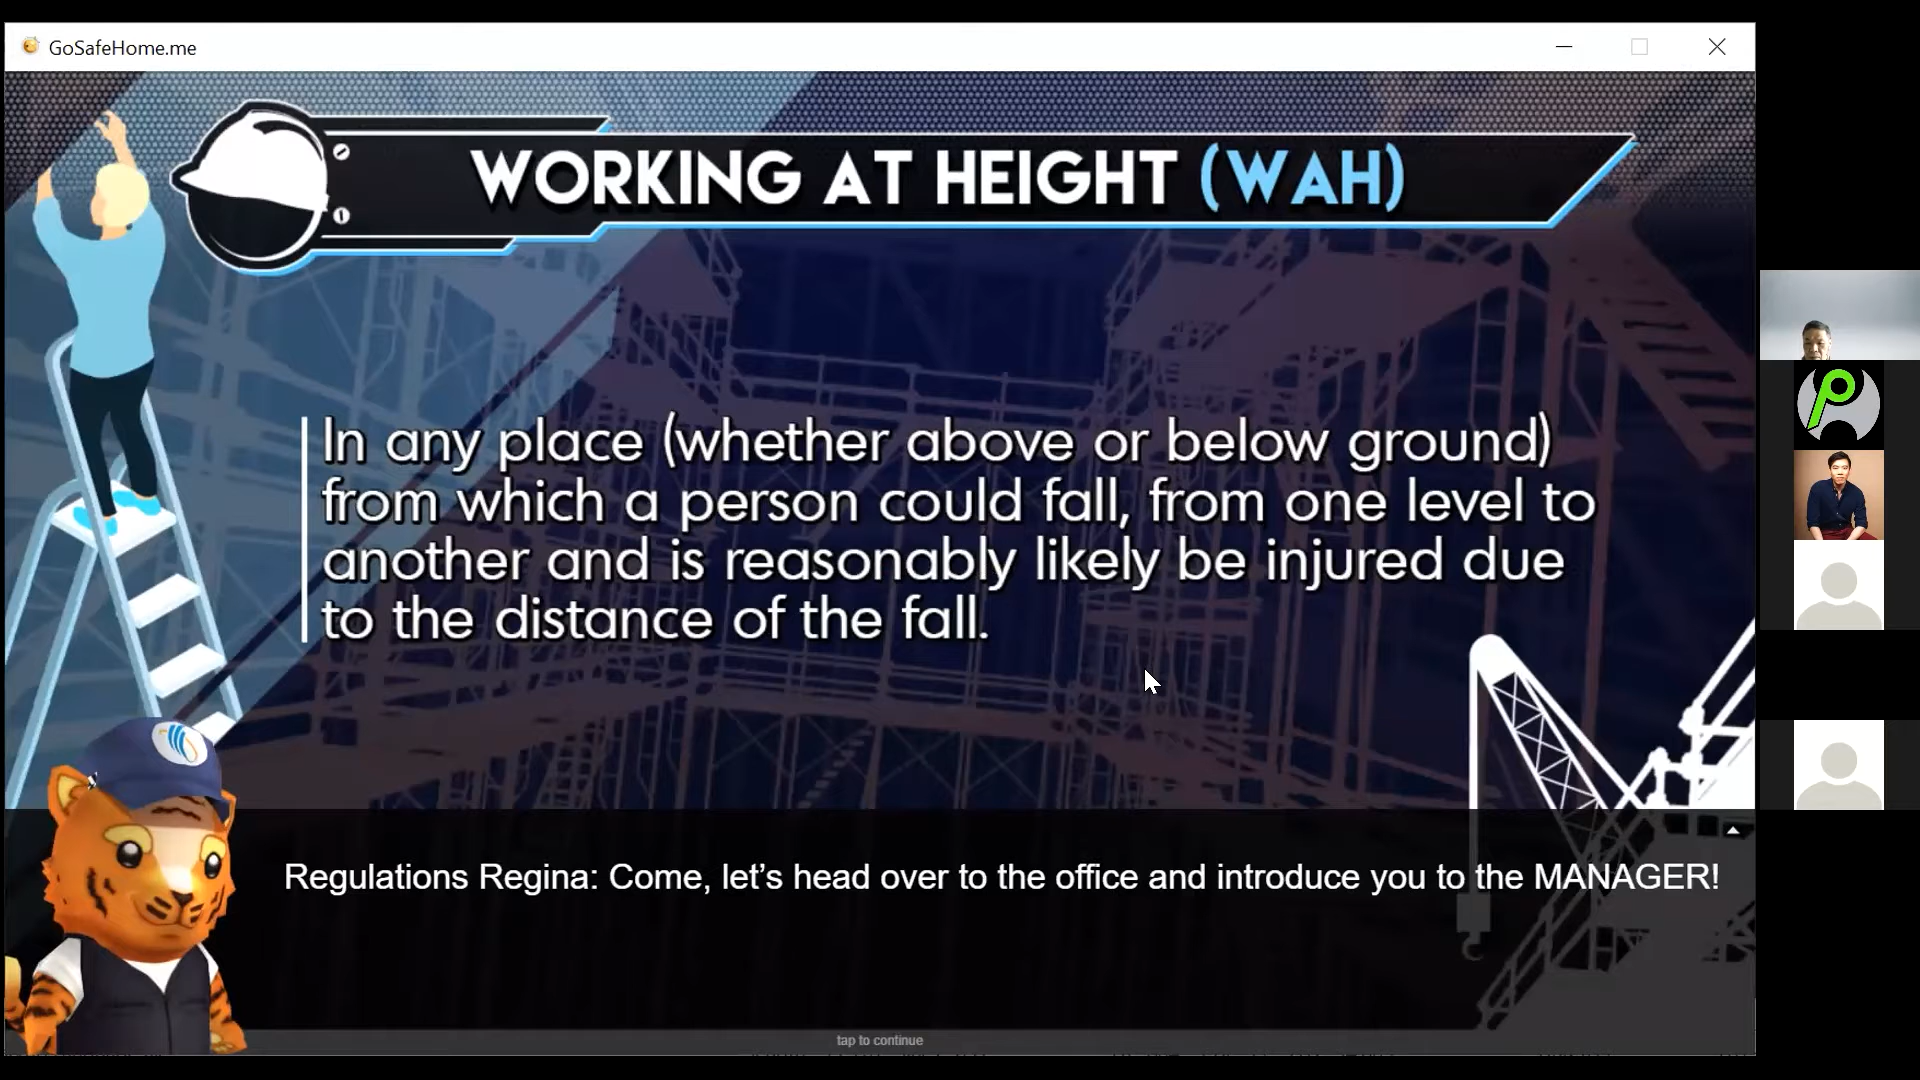 GoSafeHome.me
WORKING AT HEIGHT (WAH)
In any place (whether above or below ground)
from which a person could fall, from one level to
another and is reasonably likely be injured due
to the distance of the fall.
Regulations Regina: Come, let’s head over to the office and introduce you to the MANAGER!
tap to continue